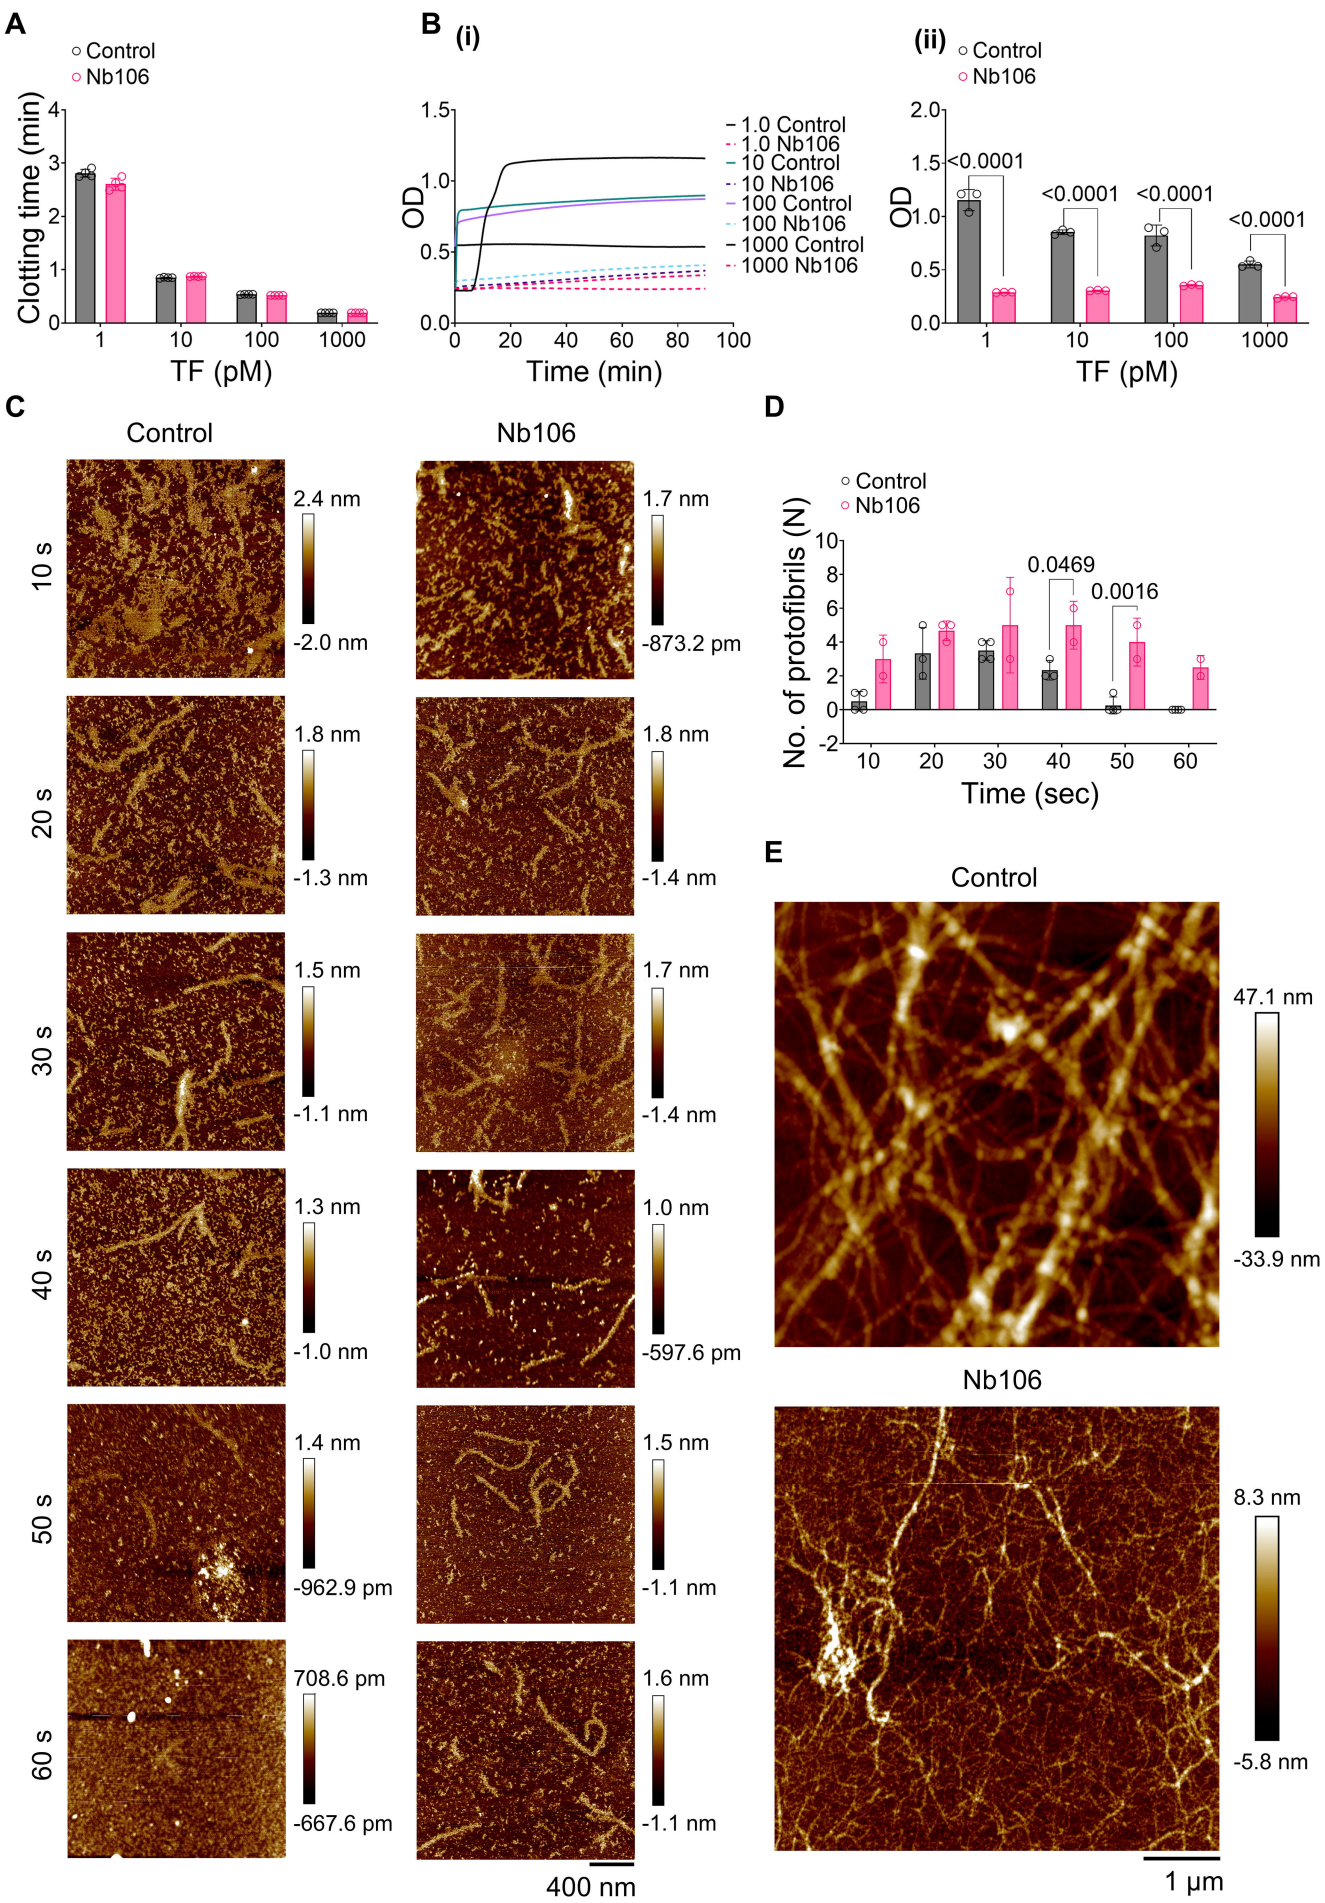 A
Control
Nb106
Clotting time (min)
4
3
2
1
0
1
10
100
1000
TF (pM)
B
(i)
OD
1.5
1.0
0.5
0.0
0
20
40
60
80
100
Time (min)
1.0 Control
1.0 Nb106
10 Control
10 Nb106
100 Control
100 Nb106
1000 Control
1000 Nb106
(ii)
Control
Nb106
OD
2.0
1.5
1.0
0.5
0.0
<0.0001
<0.0001
<0.0001
<0.0001
1
10
100
1000
TF (pM)
C
Control
Nb106
10 s
2.4 nm
-2.0 nm
1.7 nm
-873.2 pm
20 s
1.8 nm
-1.3 nm
1.8 nm
-1.4 nm
30 s
1.5 nm
-1.1 nm
1.7 nm
-1.4 nm
40 s
1.3 nm
-1.0 nm
1.0 nm
-597.6 pm
50 s
1.4 nm
-962.9 pm
1.5 nm
-1.1 nm
60 s
708.6 pm
-667.6 pm
1.6 nm
-1.1 nm
400 nm
D
Control
Nb106
No. of protofibrils (N)
10
8
6
4
2
0
-2
0.0469
0.0016
10
20
30
40
50
60
Time (sec)
E
Control
47.1 nm
-33.9 nm
Nb106
8.3 nm
-5.8 nm
1 µm